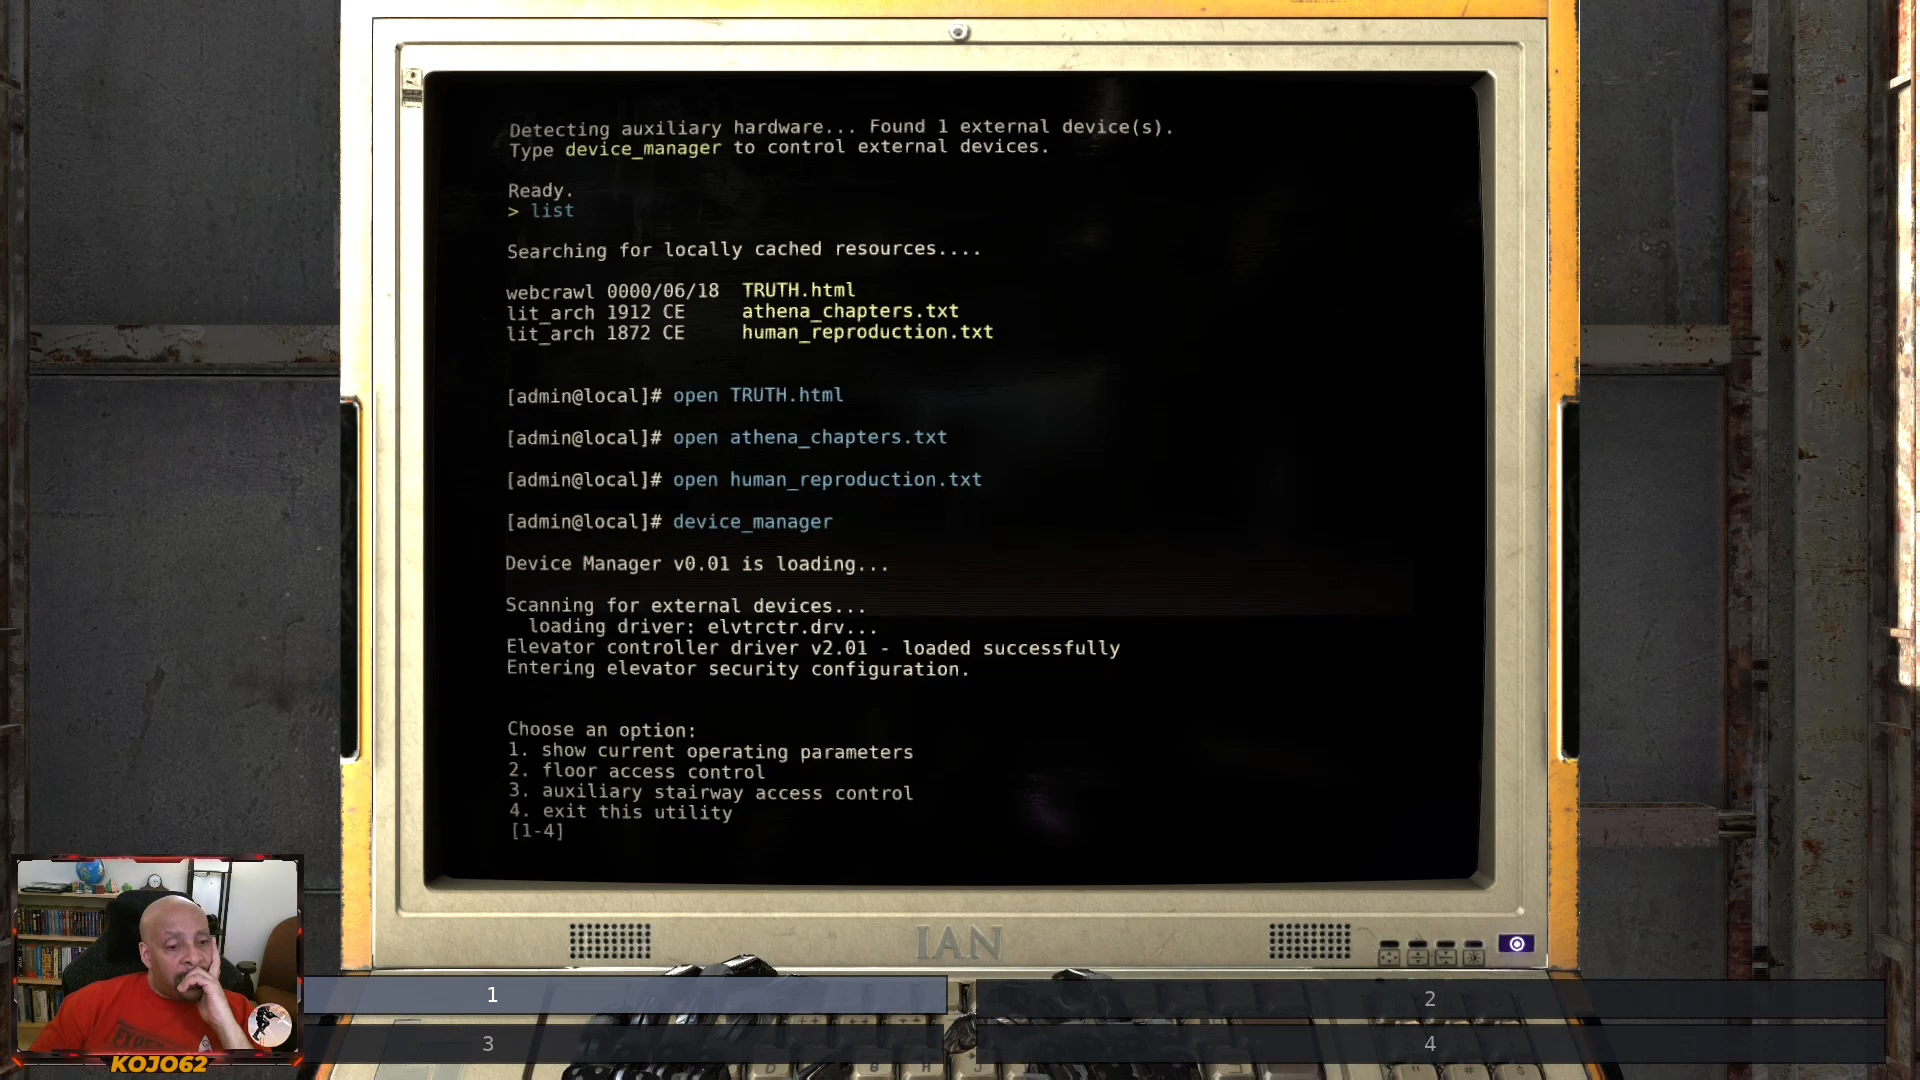 Detecting auxiliary hardware... Found 1 external device(s).
Type device_manager to control external devices.
Ready.
> list
Searching for locally cached resources....
webcrawl 0000/06/18 TRUTH.html
lit_arch 1912 CE athena_chapters.txt
lit_arch 1872 CE human_reproduction.txt
[admin@local]# open TRUTH.html
[admin@local]# open athena_chapters.txt
[admin@local]# open human_reproduction.txt
[admin@local]# device_manager
Device Manager v0.01 is loading...
Scanning for external devices...
loading driver: elvtrctr.drv...
Elevator controller driver v2.01 - loaded successfully
Entering elevator security configuration.
Choose an option:
1. show current operating parameters
2. floor access control
3. auxiliary stairway access control
4. exit this utility
[1-4]
IAN
1
2
3
4
KOJO62